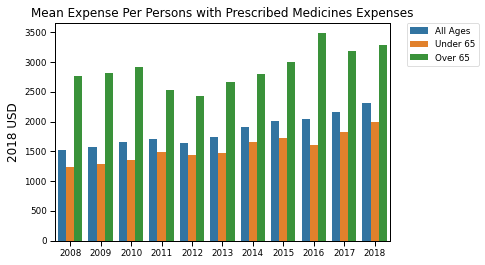 Mean Expense Per Persons with Prescribed Medicines Expenses
All Ages
Under 65
Over 65
2018 USD
3500
3000
2500
2000
1500
1000
500
0
2008 2009 2010 2011 2012 2013 2014 2015 2016 2017 2018